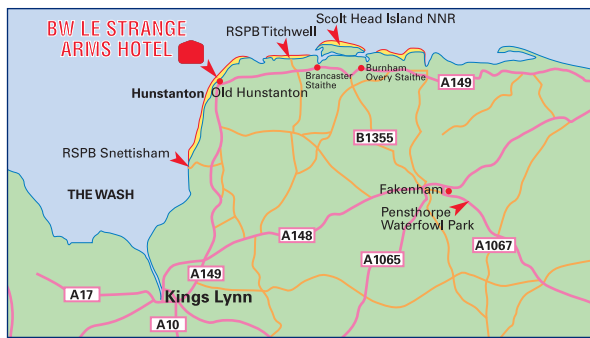 BW LE STRANGE
ARMS HOTEL
RSPB Titchwell
Scolt Head Island NNR
Hunstanton
Old Hunstanton
Brancaster
Staithe
Burnham
Overy Staithe
A149
RSPB Snettisham
B1355
THE WASH
Fakenham
Pensthorpe
Waterfowl Park
A148
A149
A1065
A1067
A17
Kings Lynn
A10